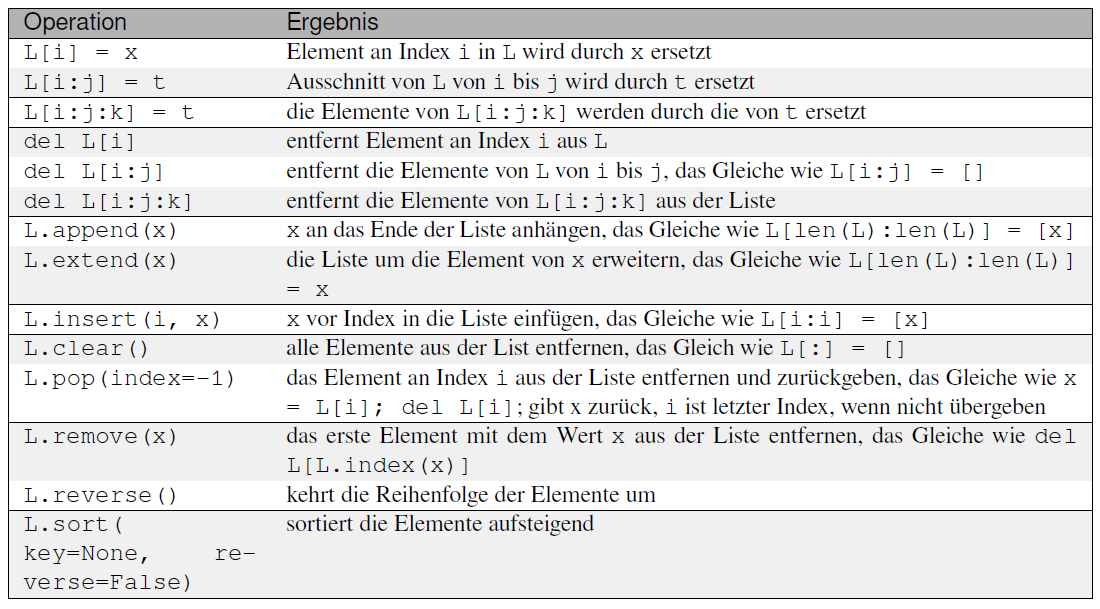 Operation Ergebnis
L[i] = x Element an Index i in L wird durch x ersetzt
L[i:j] = t Ausschnitt von L von i bis j wird durch t ersetzt
L[i:j:k] = t die Elemente von L[i:j:k] werden durch die von t ersetzt
del L[i] entfernt Element an Index i aus L
del L[i:j] entfernt die Elemente von L von i bis j, das Gleiche wie L[i:j] = []
del L[i:j:k] entfernt die Elemente von L[i:j:k] aus der Liste
L.append(x) x an das Ende der Liste anhängen, das Gleiche wie L[len(L):len(L)] = [x]
L.extend(x) die Liste um die Element von x erweitern, das Gleiche wie L[len(L):len(L)]
= x
L.insert(i, x) x vor Index in die Liste einfügen, das Gleiche wie L[i:i] = [x]
L.clear() alle Elemente aus der List entfernen, das Gleich wie L[:] = []
L.pop(index=-1) das Element an Index i aus der Liste entfernen und zurückgeben, das Gleiche wie x
= L[i]; del L[i]; gibt x zurück, i ist letzter Index, wenn nicht übergeben
L.remove(x) das erste Element mit dem Wert x aus der Liste entfernen, das Gleiche wie del
L[L.index(x)]
L.reverse() kehrt die Reihenfolge der Elemente um
L.sort( sortiert die Elemente aufsteigend
key=None, re-
verse=False)